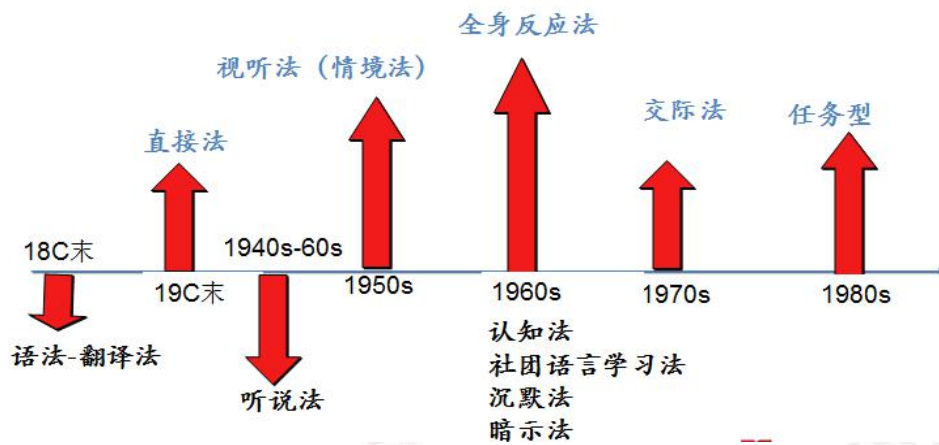 全身反应法
视听法（情境法）
交际法
任务型
直接法
18C末
1940s-60s
19C末
1950s
1960s
1970s
1980s
语法-翻译法
听说法
认知法
社团语言学习法
沉默法
暗示法